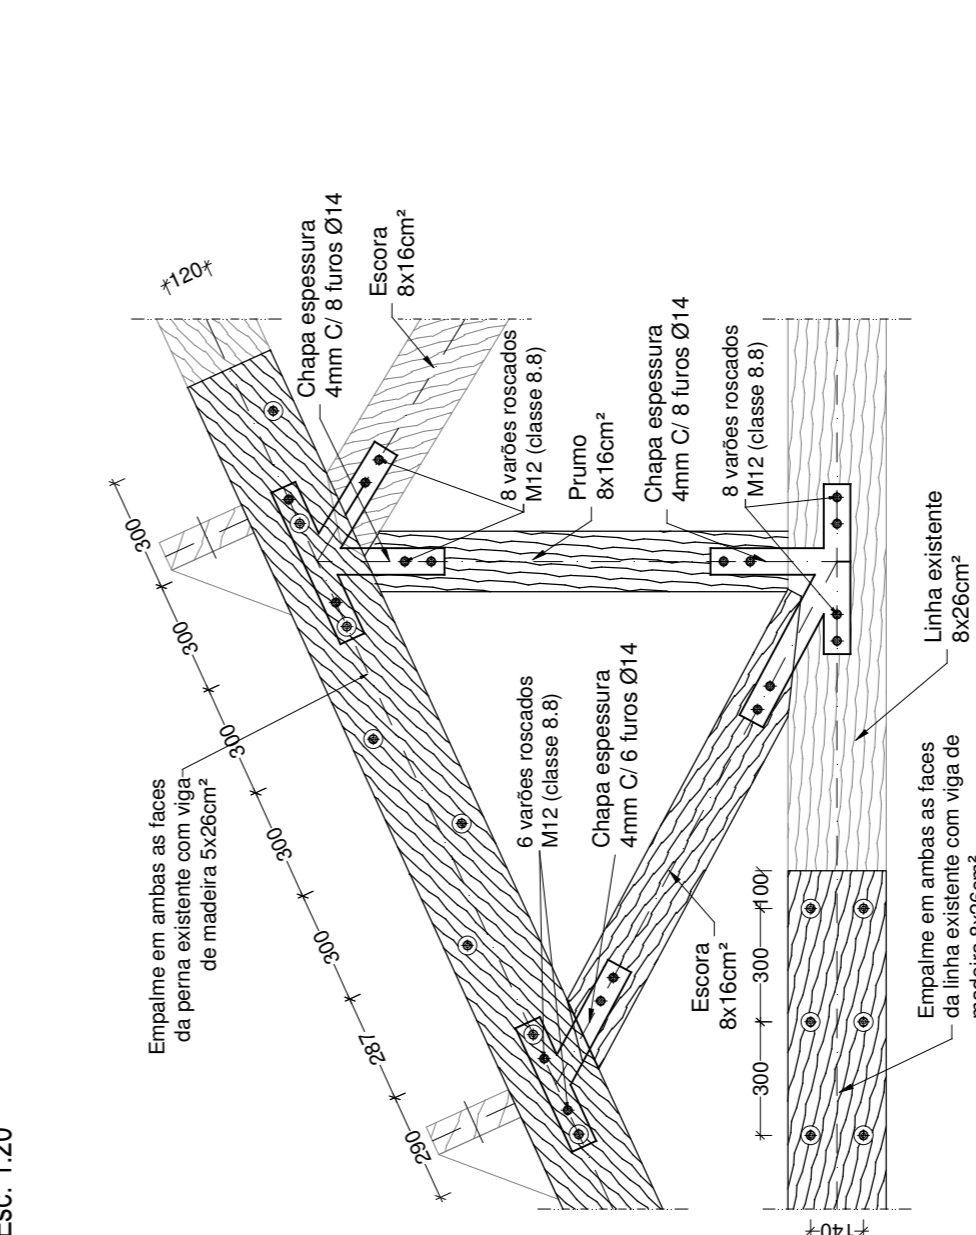 Esc. 1:20
120
Chapa espessura
4mm C/ 8 furos Ø14
Escora
8x16cm²
300
300
300
300
300
287
290
8 varões roscados
M12 (classe 8.8)
Prumo
8x16cm²
Chapa espessura
4mm C/ 8 furos Ø14
8 varões roscados
M12 (classe 8.8)
Empalme em ambas as faces
da perna existente com viga
de madeira 5x26cm²
6 varões roscados
M12 (classe 8.8)
Chapa espessura
4mm C/ 6 furos Ø14
Escora
8x16cm²
Linha existente
8x26cm²
100
300
300
140
Empalme em ambas as faces
da linha existente com viga de
madeira 8x26cm²